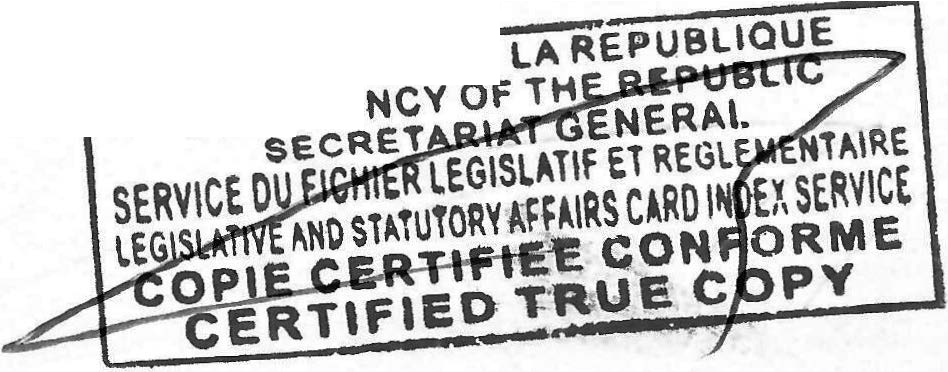 LA REPUBLIQUE
NCY OF THE REPUBLIC
SECRETARIAT GENERAL
SERVICE DU FICHIER LEGISLATIF ET REGLEMENTAIRE
LEGISLATIVE AND STATUTORY AFFAIRS CARD INDEX SERVICE
COPIE CERTIFIEE CONFORME
CERTIFIED TRUE COPY